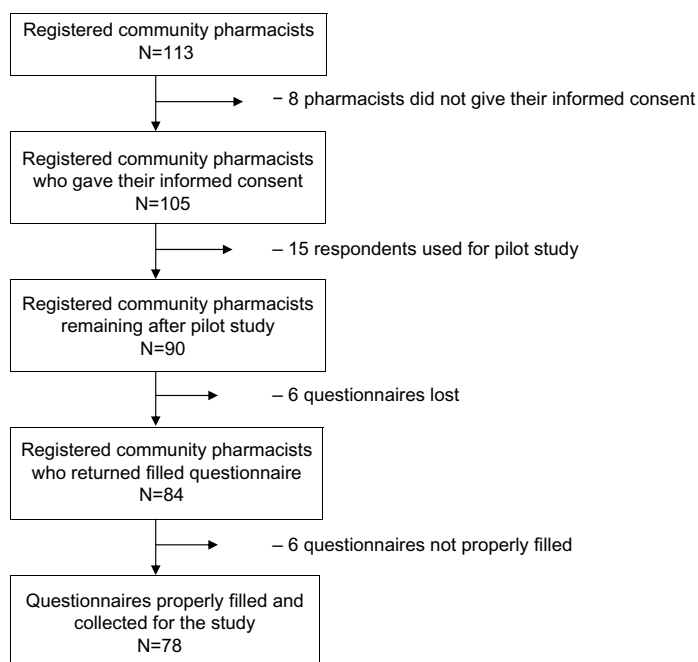 Registered community pharmacists
N=113
− 8 pharmacists did not give their informed consent
Registered community pharmacists
who gave their informed consent
N=105
– 15 respondents used for pilot study
Registered community pharmacists
remaining after pilot study
N=90
– 6 questionnaires lost
Registered community pharmacists
who returned filled questionnaire
N=84
– 6 questionnaires not properly filled
Questionnaires properly filled and
collected for the study
N=78